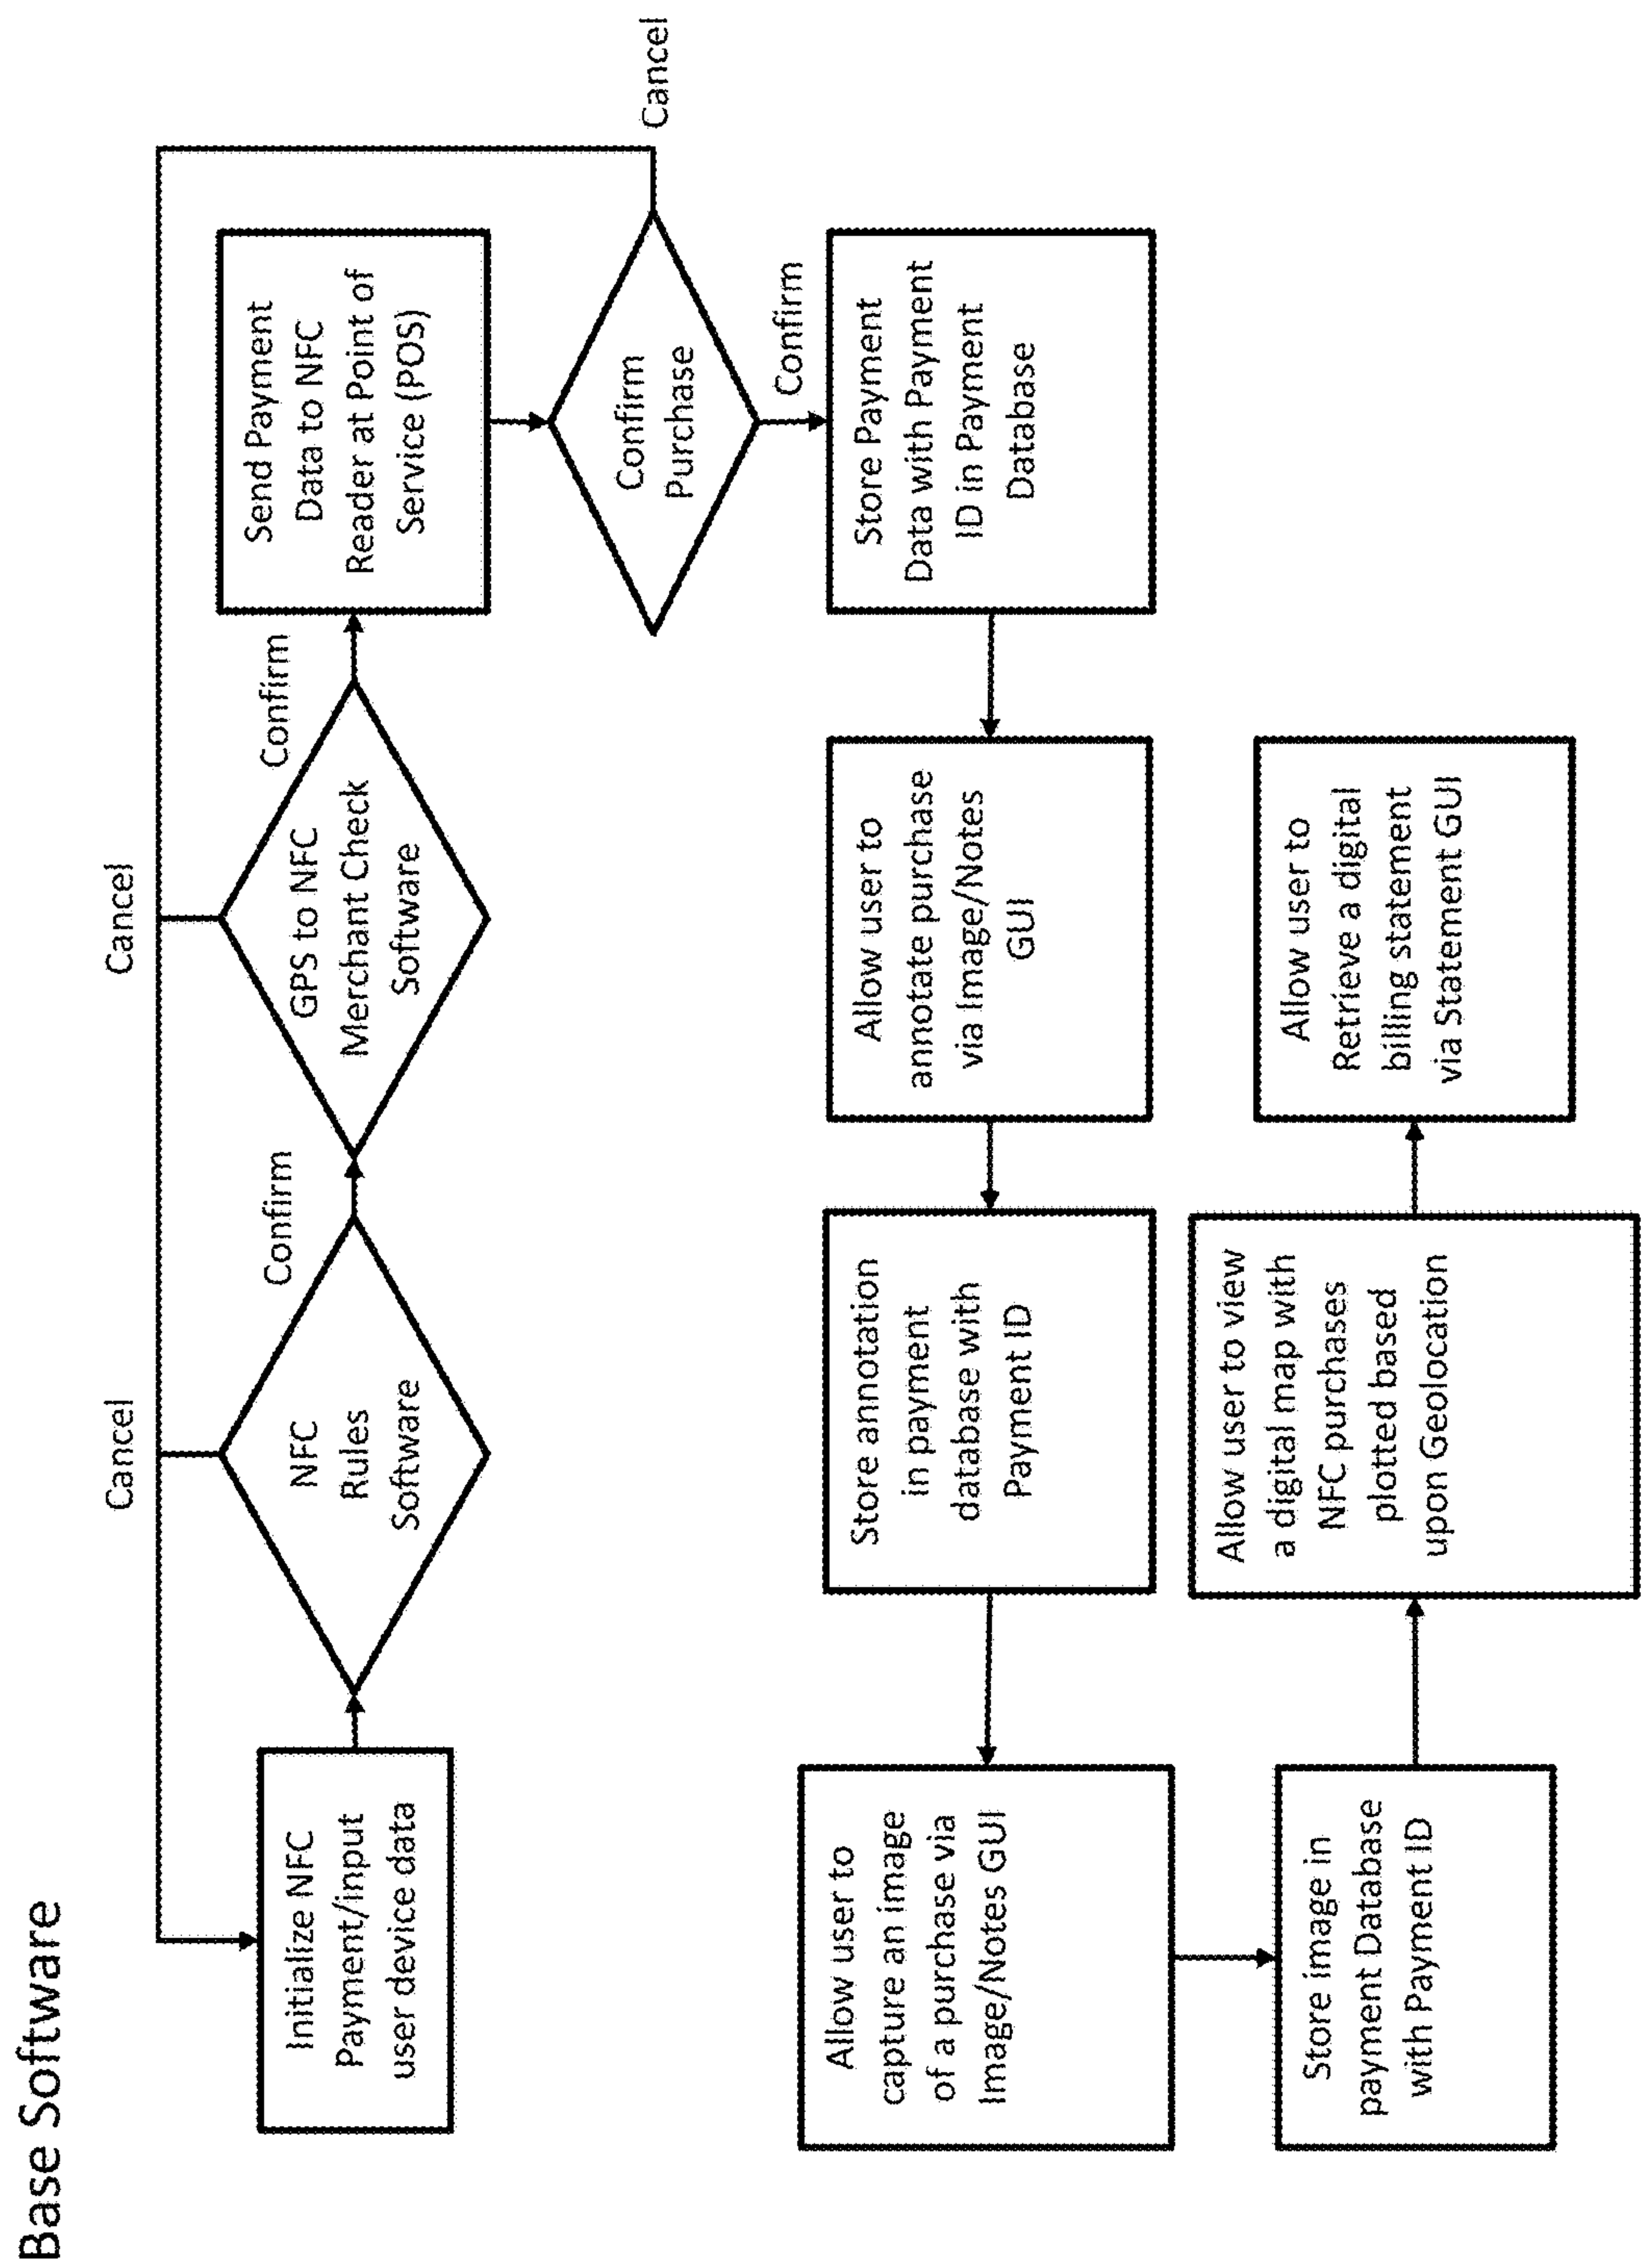 Base Software
Cancel
Cancel
Cancel
Initialize NFC
Payment/input
user device data
NFC
Rules
Software
Confirm
GPS to NFC
Merchant Check
Software
Confirm
Send Payment
Data to NFC
Reader at Point of
Service (POS)
Confirm
Purchase
Confirm
Store Payment
Data with Payment
ID in Payment
Database
Allow user to
annotate purchase
via Image/Notes
GUI
Store annotation
in payment
database with
Payment ID
Allow user to
capture an image
of a purchase via
Image/Notes GUI
Store image in
payment Database
with Payment ID
Allow user to view
a digital map with
NFC purchases
plotted based
upon Geolocation
Allow user to
Retrieve a digital
billing statement
via Statement GUI